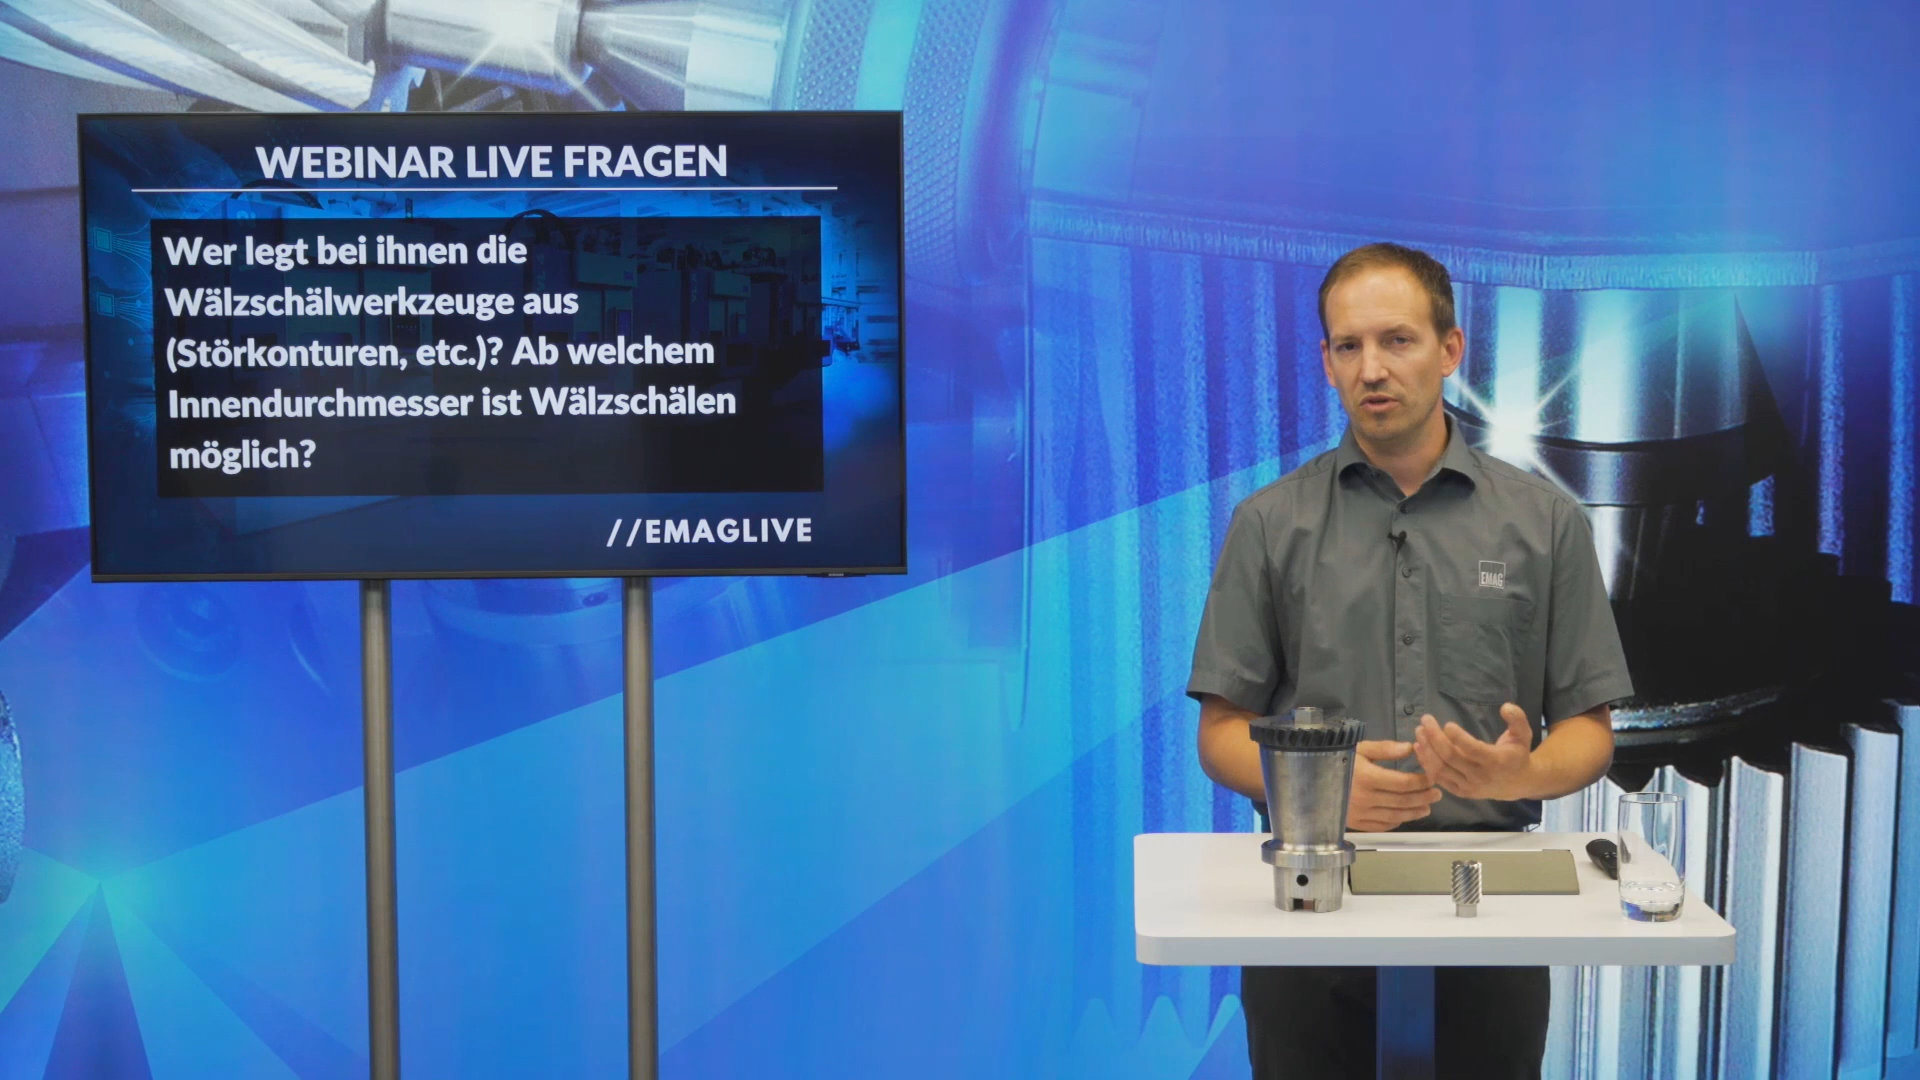 WEBINAR LIVE FRAGEN
Wer legt bei ihnen die
Wälzschälwerkzeuge aus
(Störkonturen, etc.)? Ab welchem
Innendurchmesser ist Wälzschälen
möglich?
//EMAGLIVE
EMAG